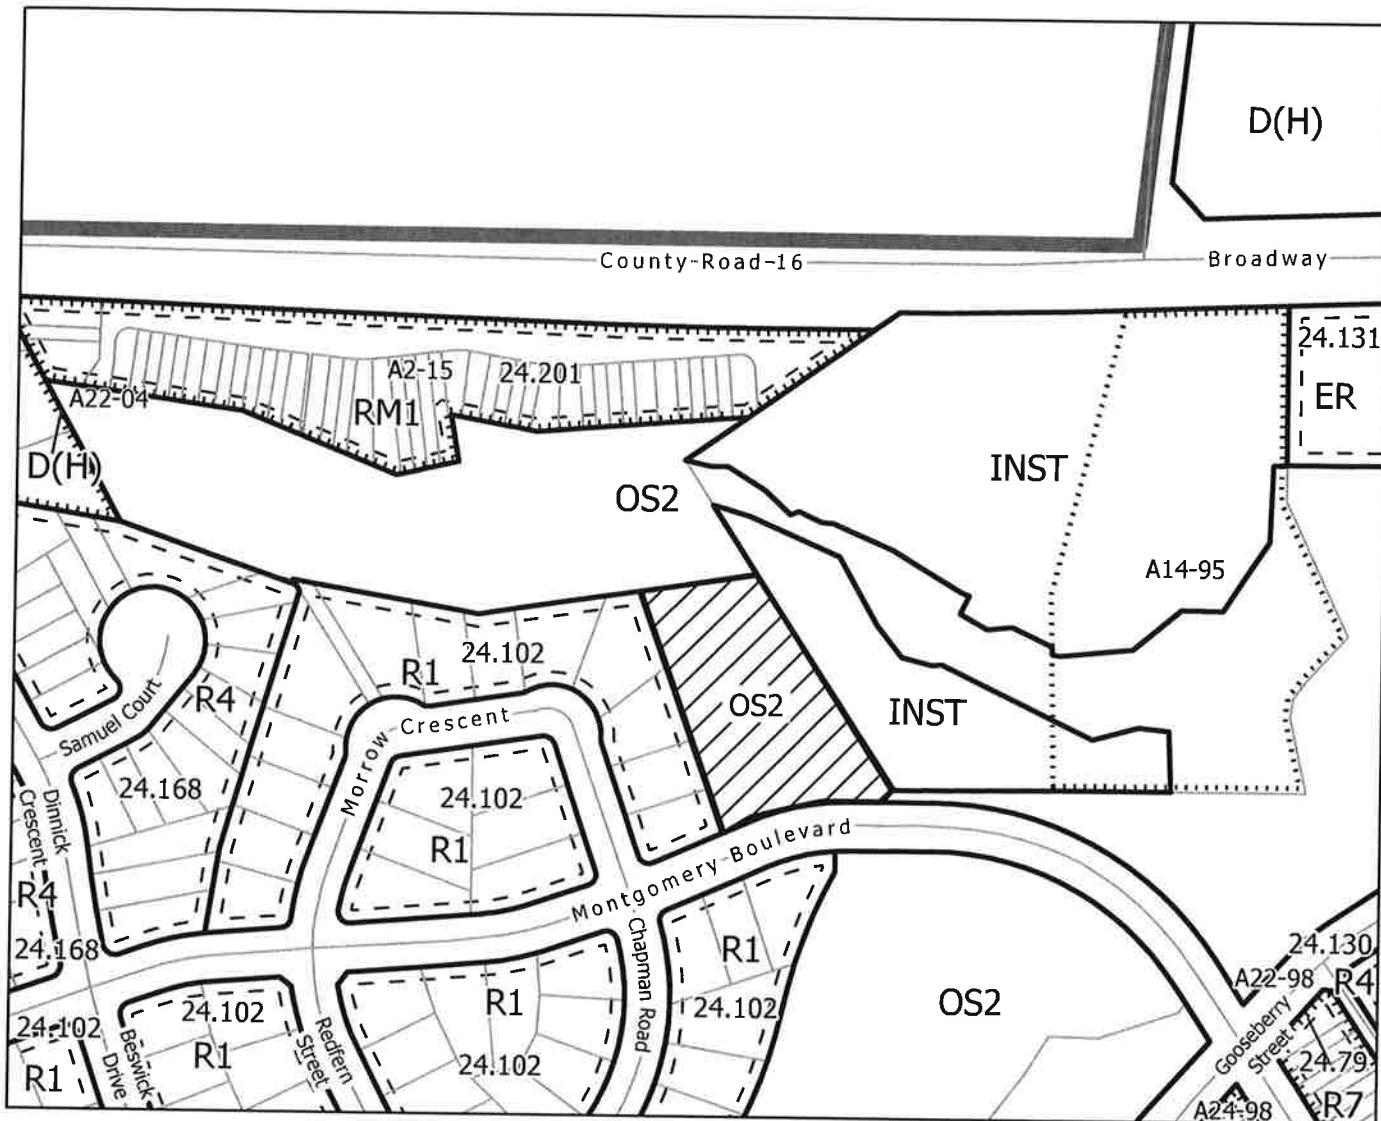 D(H)
County-Road-16
Broadway
24.131
ER
A2-15
24.201
A22-04
RM1
D(H)
OS2
INST
A14-95
24.102
R1
R4
OS2
INST
Samuel Court
Morrow Crescent
24.168
24.102
R1
Dinnick
Crescent
Montgomery Boulevard
R4
24.168
Chapman Road
R1
24.102
24.130
A22-98
R4
24.102
24.102
R1
OS2
Beswick
Drive
R1
Redfern
Street
24.102
Gooseberry
Street
24.79
R1
A24-98
R7